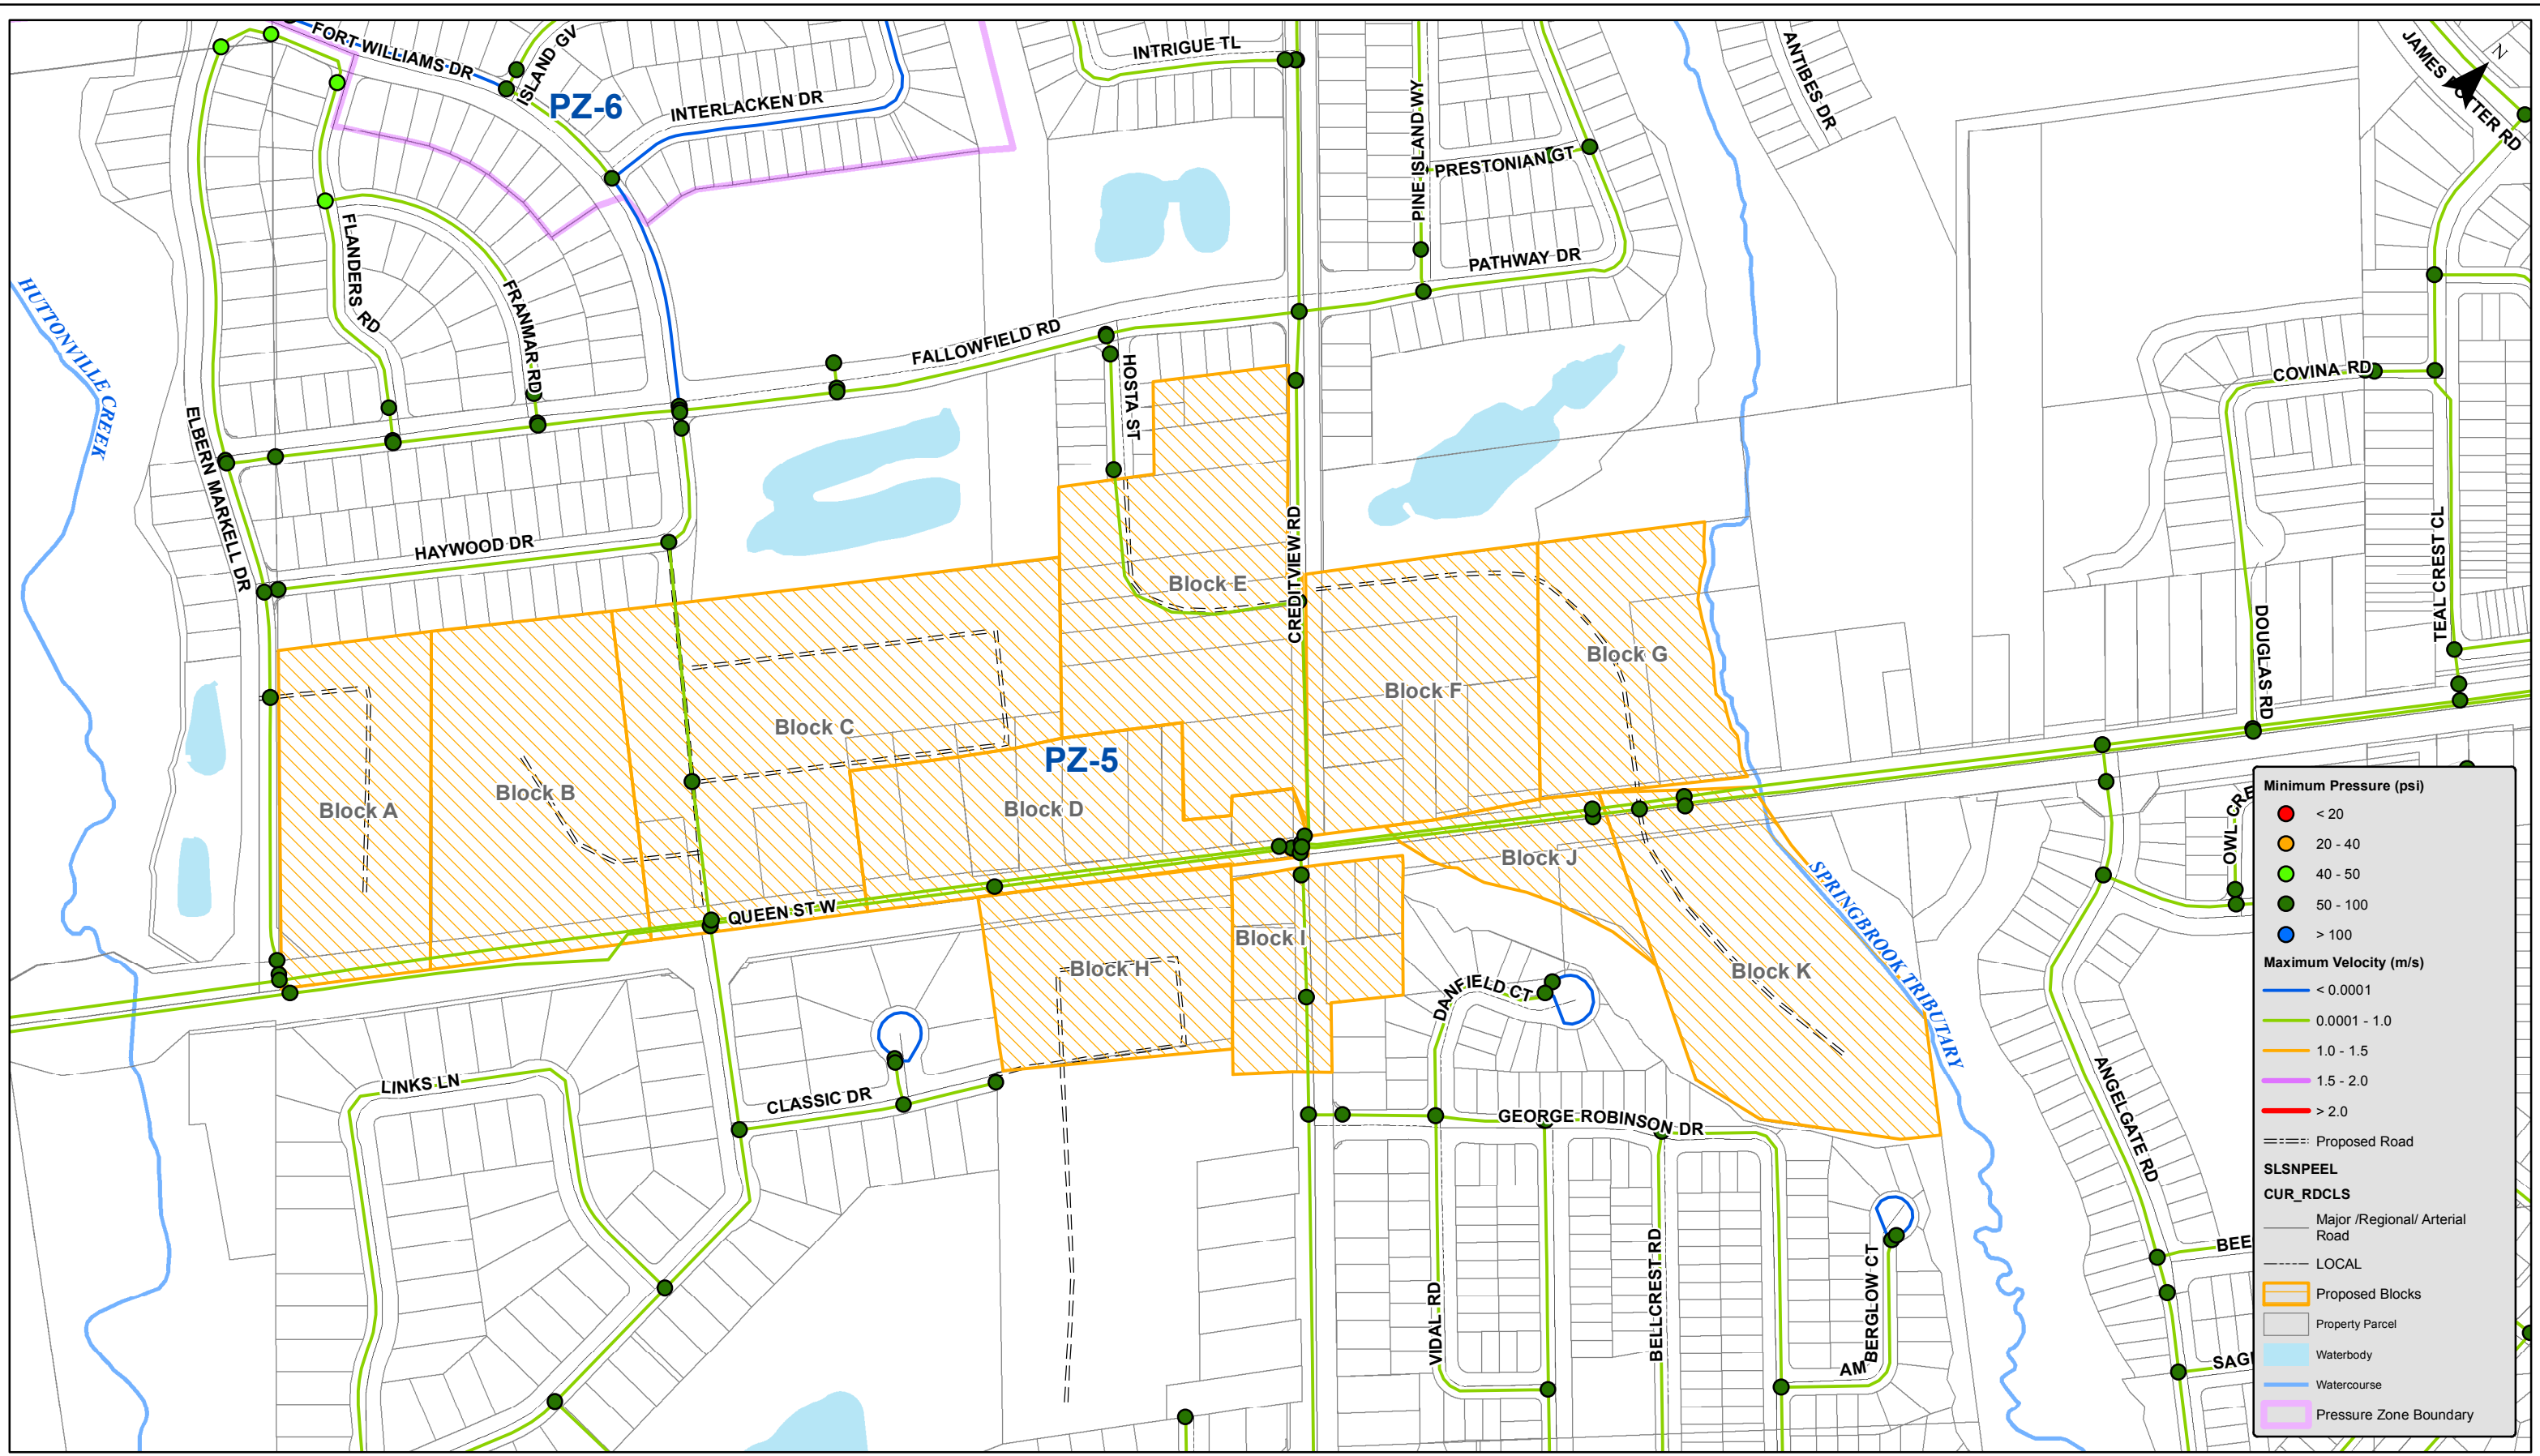 FORT WILLIAMS DR
ISLAND GV
PZ-6
INTERLACKEN DR
INTRIGUE TL
PINE ISLAND WY
PRESTONIAN GT
PATHWAY DR
ANTIBES DR
JAMES POTTER RD
N
HUTTONVILLE CREEK
FLANDERS RD
FRANMAR RD
FALLOWFIELD RD
HOSTA ST
COVINA RD
ELBERN MARKELL DR
HAYWOOD DR
CREDITVIEW RD
Block E
TEAL CREST CL
DOUGLAS RD
Block G
Block F
Block C
PZ-5
Block B
Block A
Block D
Block J
QUEEN ST W
Block I
Block H
Block K
SPRINGBROOK TRIBUTARY
DANFIELD CT
LINKS LN
CLASSIC DR
GEORGE ROBINSON DR
ANGELGATE RD
VIDAL RD
BELLCREST RD
BERGLOW CT
AM
OWL CRE
BEE
SAG
Minimum Pressure (psi)
< 20
20 - 40
40 - 50
50 - 100
> 100
Maximum Velocity (m/s)
< 0.0001
0.0001 - 1.0
1.0 - 1.5
1.5 - 2.0
> 2.0
Proposed Road
SLSNPEEL
CUR_RDCLS
Major /Regional/ Arterial
Road
LOCAL
Proposed Blocks
Property Parcel
Waterbody
Watercourse
Pressure Zone Boundary